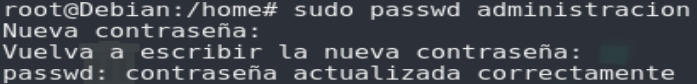 root@Debian:/home# sudo passwd administracion
Nueva contraseña:
Vuelva a escribir la nueva contraseña:
passwd: contraseña actualizada correctamente